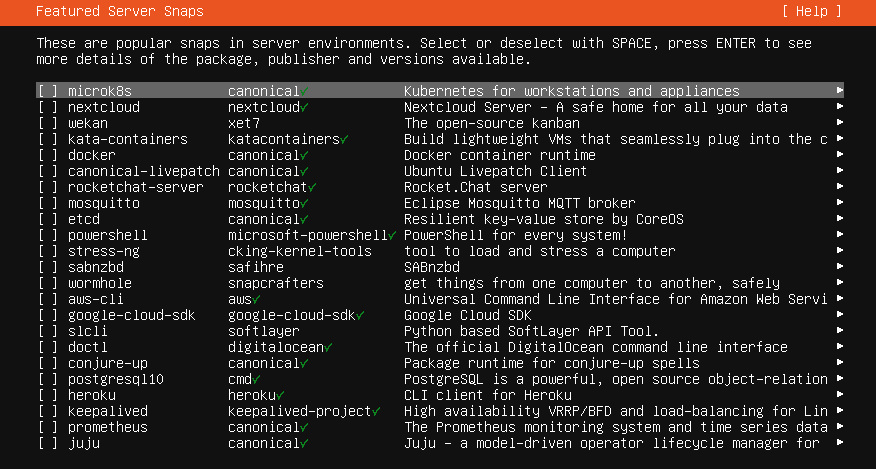 Featured Server Snaps [ Help ]
These are popular snaps in server environments. Select or deselect with SPACE, press ENTER to see
more details of the package, publisher and versions available.
[ ] microk8s canonical✓ Kubernetes for workstations and appliances ▶
[ ] nextcloud nextcloud✓ Nextcloud Server – A safe home for all your data ▶
[ ] wekan xet7 The open-source kanban ▶
[ ] kata-containers katacontainers✓ Build lightweight VMs that seamlessly plug into the c ▶
[ ] docker canonical✓ Docker container runtime ▶
[ ] canonical-livepatch canonical✓ Ubuntu Livepatch Client ▶
[ ] rocketchat-server rocketchat✓ Rocket.Chat server ▶
[ ] mosquitto mosquitto✓ Eclipse Mosquitto MQTT broker ▶
[ ] etcd canonical✓ Resilient key-value store by CoreOS ▶
[ ] powershell microsoft-powershell✓ PowerShell for every system! ▶
[ ] stress-ng cking-kernel-tools tool to load and stress a computer ▶
[ ] sabnzbd safihre SABnzbd ▶
[ ] wormhole snapcrafters get things from one computer to another, safely ▶
[ ] aws-cli aws✓ Universal Command Line Interface for Amazon Web Servi ▶
[ ] google-cloud-sdk google-cloud-sdk✓ Google Cloud SDK ▶
[ ] slcli softlayer Python based SoftLayer API Tool. ▶
[ ] doctl digitalocean✓ The official DigitalOcean command line interface ▶
[ ] conjure-up canonical✓ Package runtime for conjure-up spells ▶
[ ] postgresql10 cmd✓ PostgreSQL is a powerful, open source object-relation ▶
[ ] heroku heroku✓ CLI client for Heroku ▶
[ ] keepalived keepalived-project✓ High availability VRRP/BFD and load-balancing for Lin ▶
[ ] prometheus canonical✓ The Prometheus monitoring system and time series data ▶
[ ] juju canonical✓ Juju - a model-driven operator lifecycle manager for ▶